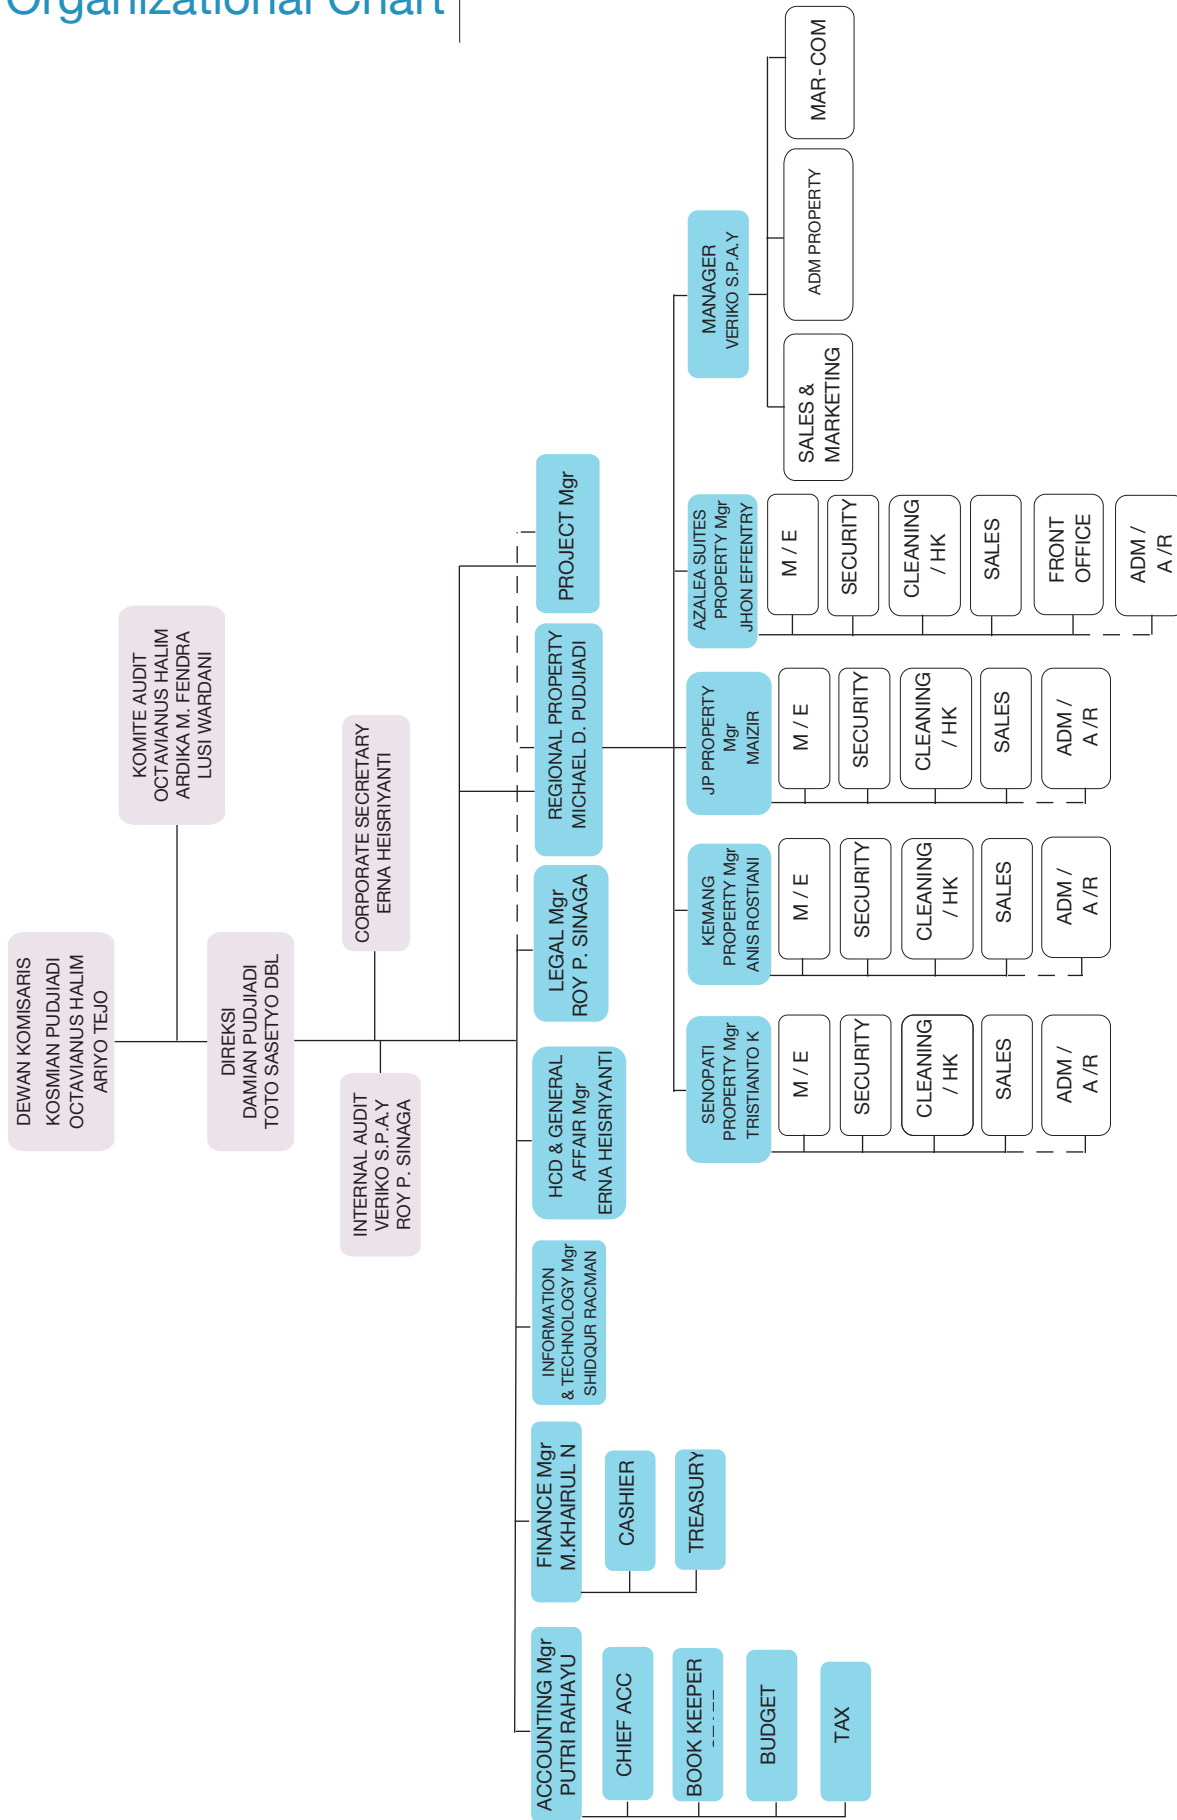 Organizational Chart
DEWAN KOMISARIS
KOSMIAN PUDJIADI
OCTAVIANUS HALIM
ARIYO TEJO
KOMITE AUDIT
OCTAVIANUS HALIM
ARDIKA M. FENDRA
LUSI WARDANI
DIREKSI
DAMIAN PUDJIADI
TOTO SASETYO DBL
INTERNAL AUDIT
VERIKO S.P.A.Y
ROY P. SINAGA
CORPORATE SECRETARY
ERNA HEISRIYANTI
ACCOUNTING Mgr
PUTRI RAHAYU
CHIEF ACC
BOOK KEEPER
BUDGET
TAX
FINANCE Mgr
M.KHAIRUL N
CASHIER
TREASURY
INFORMATION
& TECHNOLOGY Mgr
SHIDQUR RACMAN
HCD & GENERAL
AFFAIR Mgr
ERNA HEISRIYANTI
LEGAL Mgr
ROY P. SINAGA
REGIONAL PROPERTY
MICHAEL D. PUDJIADI
PROJECT Mgr
SENOPATI
PROPERTY Mgr
TRISTIANTO K
M / E
SECURITY
CLEANING
/ HK
SALES
ADM /
A /R
KEMANG
PROPERTY Mgr
ANIS ROSTIANI
M / E
SECURITY
CLEANING
/ HK
SALES
ADM /
A /R
JP PROPERTY
Mgr
MAIZIR
M / E
SECURITY
CLEANING
/ HK
SALES
ADM /
A /R
AZALEA SUITES
PROPERTY Mgr
JHON EFFENTRY
M / E
SECURITY
CLEANING
/ HK
SALES
FRONT
OFFICE
ADM /
A /R
MANAGER
VERIKO S.P.A.Y
SALES &
MARKETING
ADM PROPERTY
MAR-COM